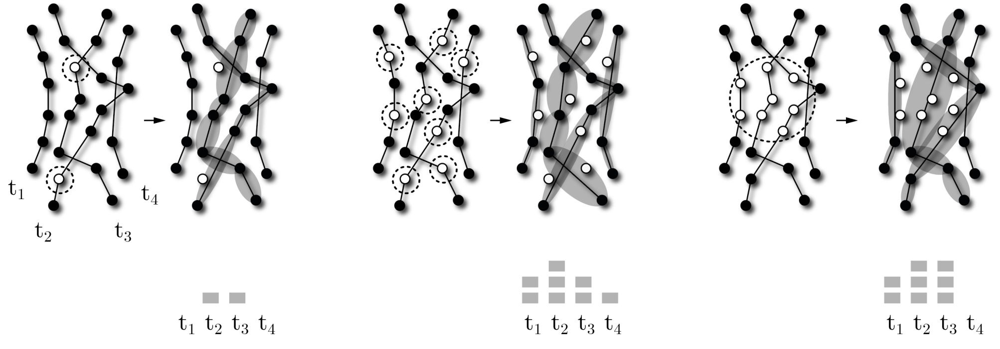 t₁
t₄
t₂
t₃
t₁ t₂ t₃ t₄
t₁ t₂ t₃ t₄
t₁ t₂ t₃ t₄